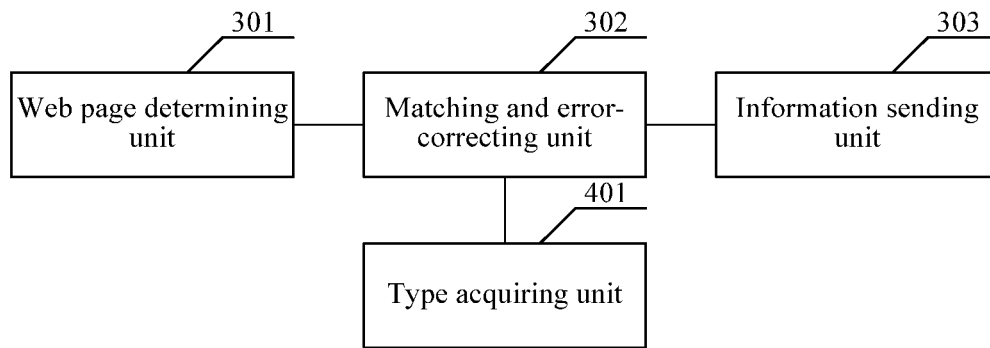 301
302
303
Web page determining
unit
Matching and error-
correcting unit
Information sending
unit
401
Type acquiring unit